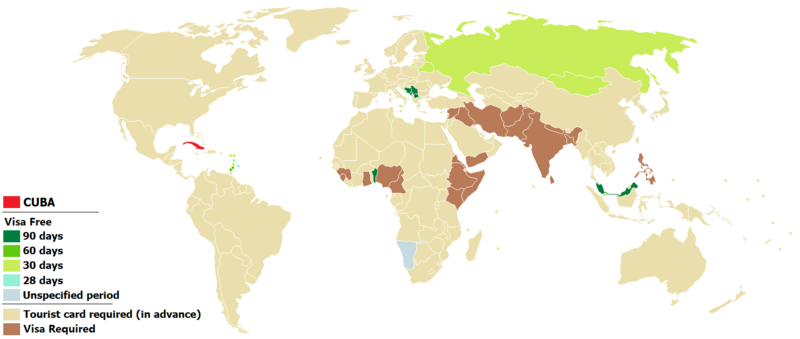 CUBA
Visa Free
90 days
60 days
30 days
28 days
Unspecified period
Tourist card required (in advance)
Visa Required